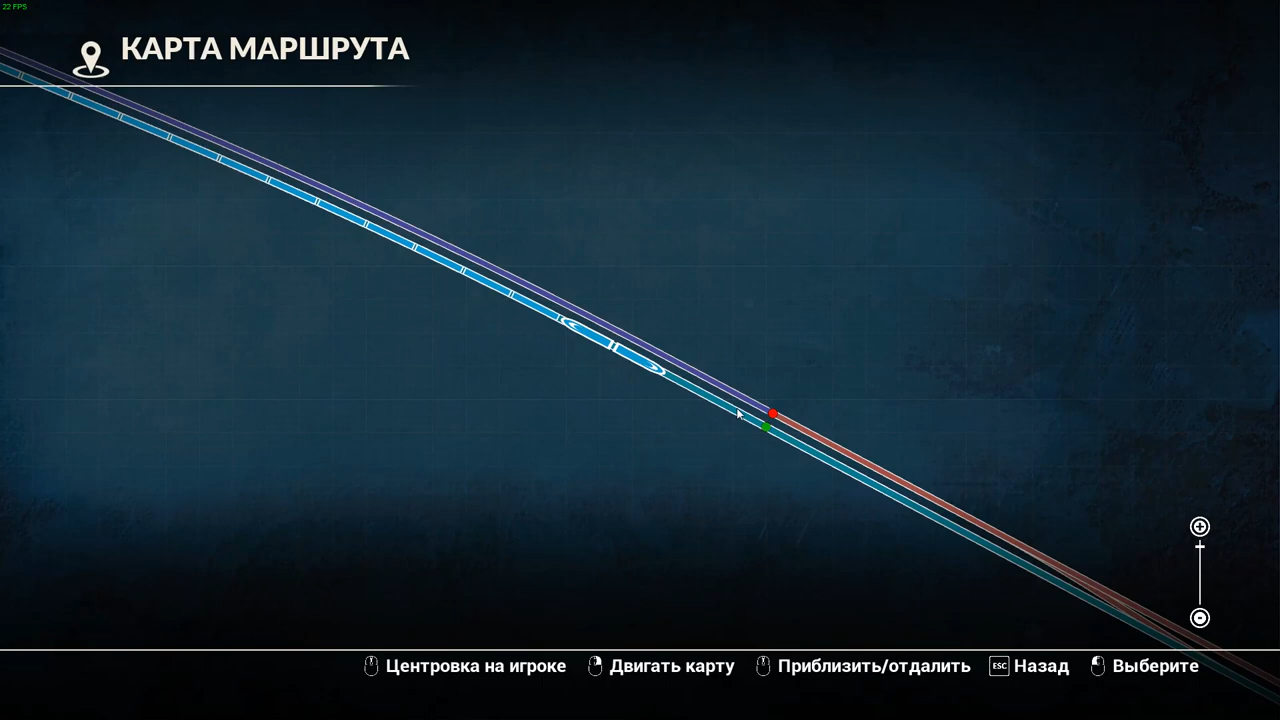 22 FPS
КАРТА МАРШРУТА
Центровка на игроке Двигать карту Приблизить/отдалить ESC Назад Выберите